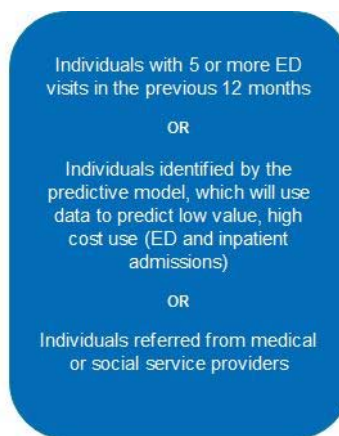 Individuals with 5 or more ED
visits in the previous 12 months
OR
Individuals identified by the
predictive model, which will use
data to predict low value, high
cost use (ED and inpatient
admissions)
OR
Individuals referred from medical
or social service providers